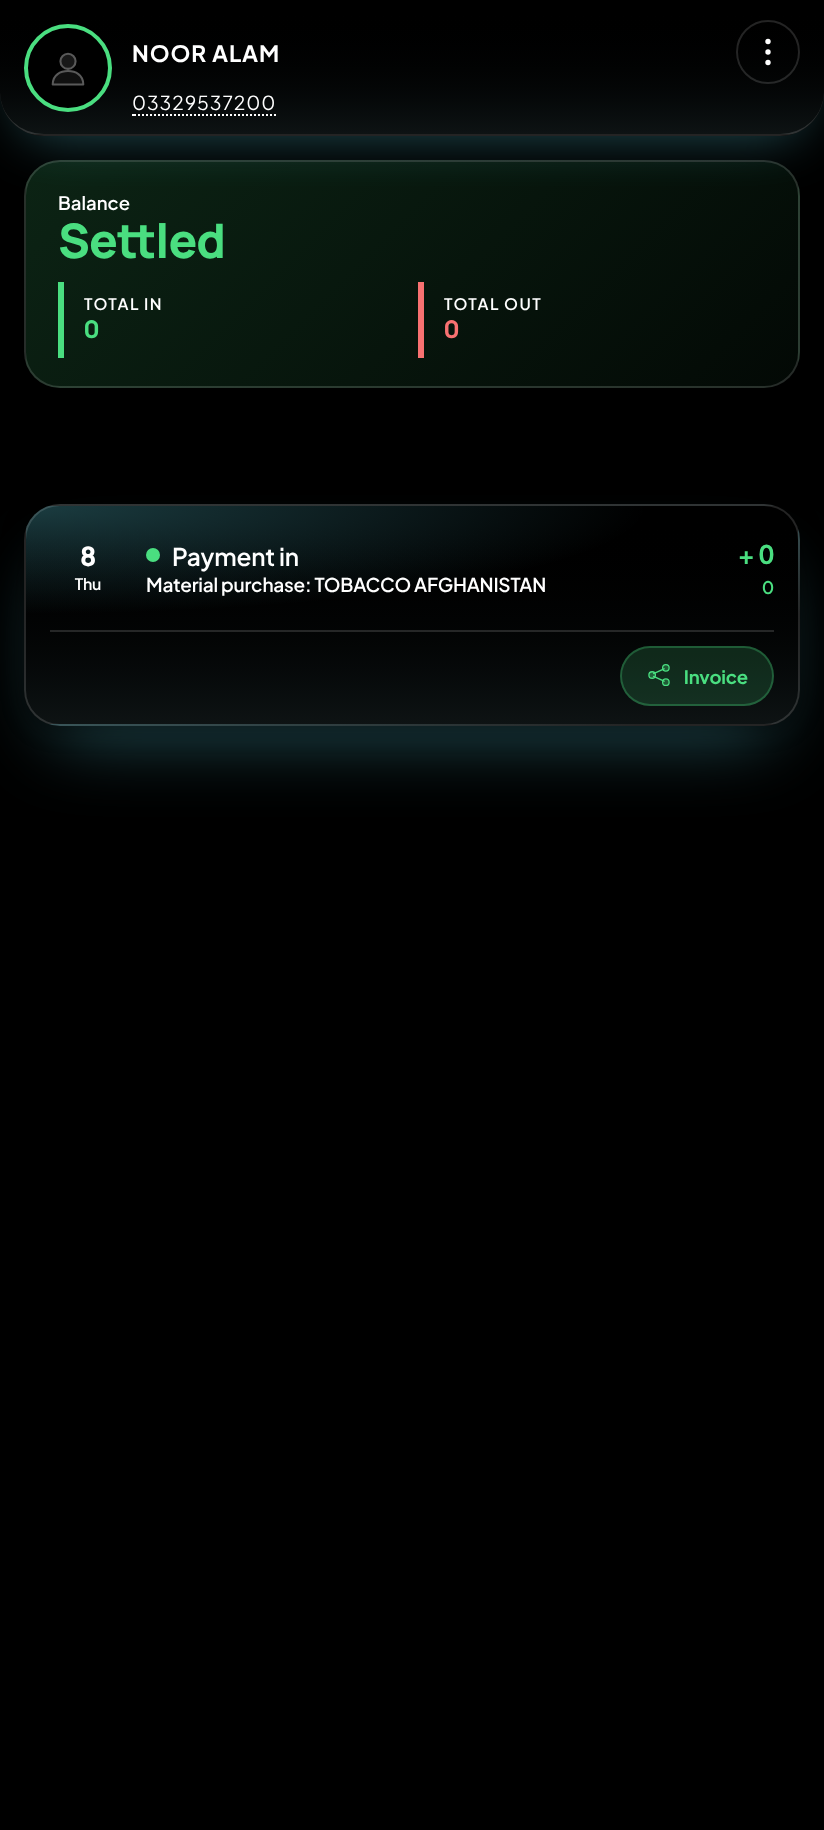 NOOR ALAM
03329537200
Balance
Settled
TOTAL IN
0
TOTAL OUT
0
8
Thu
Payment in
Material purchase: TOBACCO AFGHANISTAN
+ 0
0
Invoice